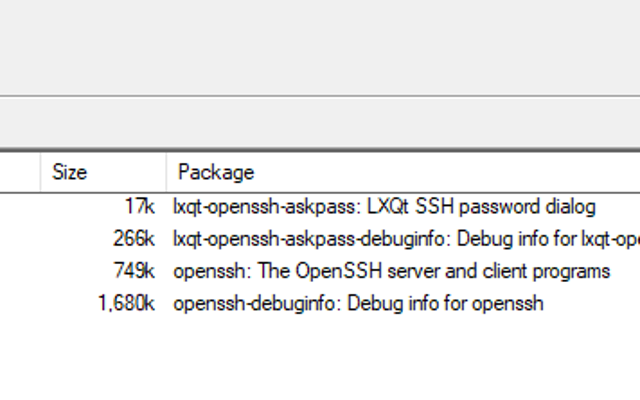 Size Package
17k lxqt-openssh-askpass: LXQt SSH password dialog
266k lxqt-openssh-askpass-debuginfo: Debug info for lxqt-op
749k openssh: The OpenSSH server and client programs
1,680k openssh-debuginfo: Debug info for openssh